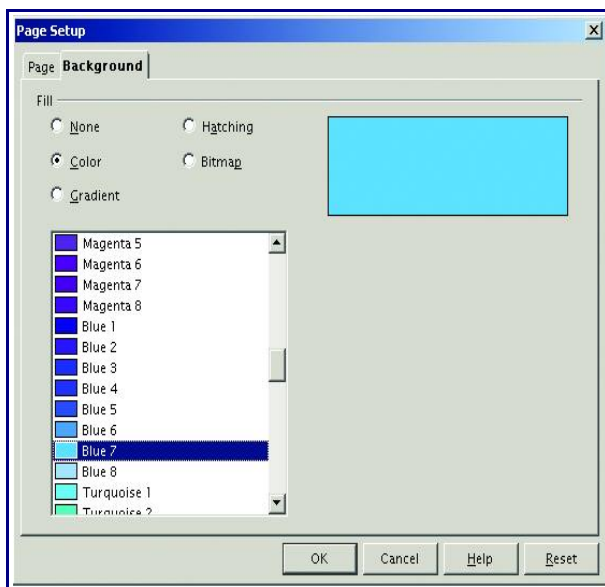 Page Setup
Page Background
Fill
None Hatching
Color Bitmap
Gradient
Magenta 5
Magenta 6
Magenta 7
Magenta 8
Blue 1
Blue 2
Blue 3
Blue 4
Blue 5
Blue 6
Blue 7
Blue 8
Turquoise 1
Turquoise 2
OK Cancel Help Reset